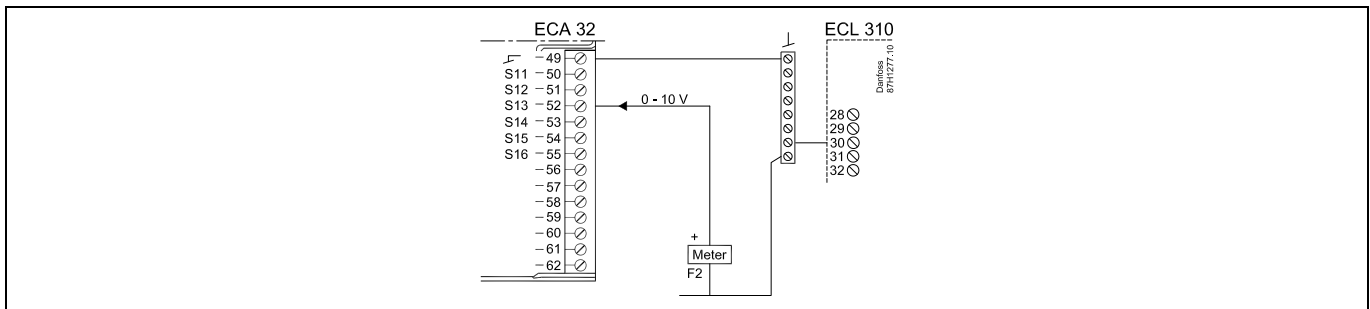 ECA 32
ECL 310
49
S11 50
S12 51
S13 52
S14 53
S15 54
S16 55
56
57
58
59
60
61
62
0 - 10 V
+
Meter
F2
Danfoss
87H1277.10
28
29
30
31
32